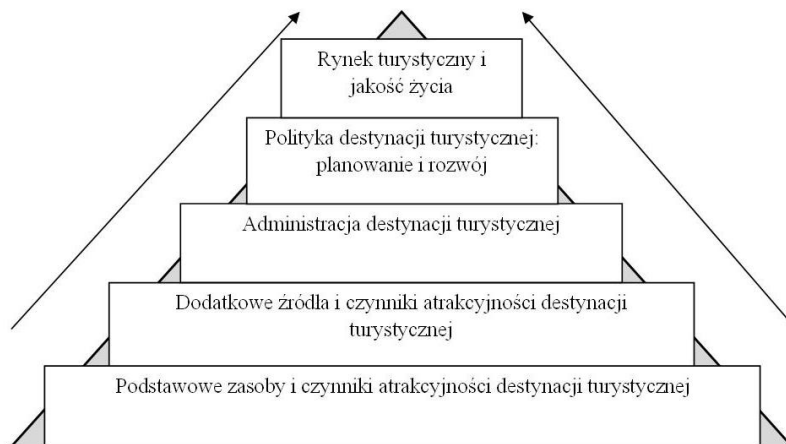 Rynek turystyczny i
jakość życia
Polityka destynacji turystycznej:
planowanie i rozwój
Administracja destynacji turystycznej
Dodatkowe źródła i czynniki atrakcyjności destynacji
turystycznej
Podstawowe zasoby i czynniki atrakcyjności destynacji turystycznej